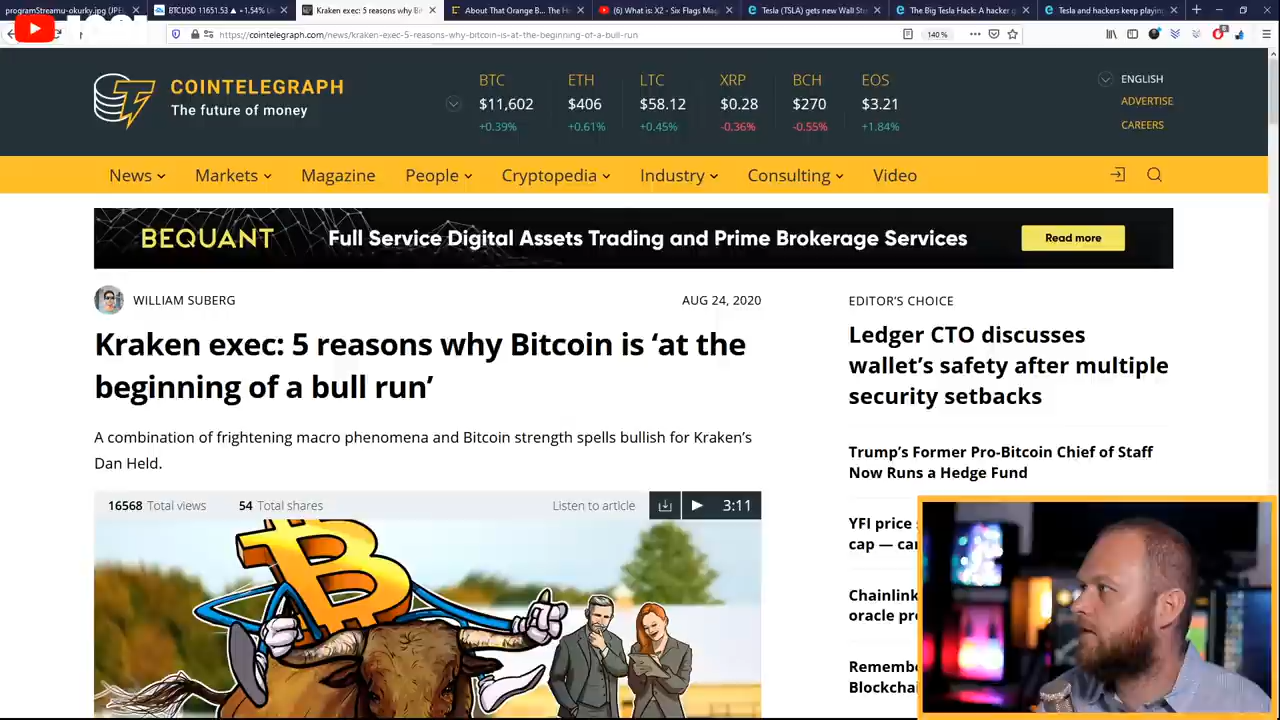 programStreamu-okurky.jpg (JPE
BTCUSD 11651.53 ▲ +1.54% U
Kraken exec: 5 reasons why Bi
About That Orange B... The H
(6) What is: X2 - Six Flags Mag
Tesla (TSLA) gets new Wall Str
The Big Tesla Hack: A hacker g
Tesla and hackers keep playing
https://cointelegraph.com/news/kraken-exec-5-reasons-why-bitcoin-is-at-the-beginning-of-a-bull-run
140 %
COINTELEGRAPH
The future of money
BTC ETH LTC XRP BCH EOS
$11,602 $406 $58.12 $0.28 $270 $3.21
+0.39% +0.61% +0.45% -0.36% -0.55% +1.84%
ENGLISH
ADVERTISE
CAREERS
News Markets Magazine People Cryptopedia Industry Consulting Video
BEQUANT Full Service Digital Assets Trading and Prime Brokerage Services Read more
WILLIAM SUBERG AUG 24, 2020
Kraken exec: 5 reasons why Bitcoin is ‘at the
beginning of a bull run’
A combination of frightening macro phenomena and Bitcoin strength spells bullish for Kraken’s
Dan Held.
16568 Total views 54 Total shares Listen to article 3:11
EDITOR’S CHOICE
Ledger CTO discusses
wallet’s safety after multiple
security setbacks
Trump’s Former Pro-Bitcoin Chief of Staff
Now Runs a Hedge Fund
YFI price
cap —
Chainlink
oracle
Blockchai